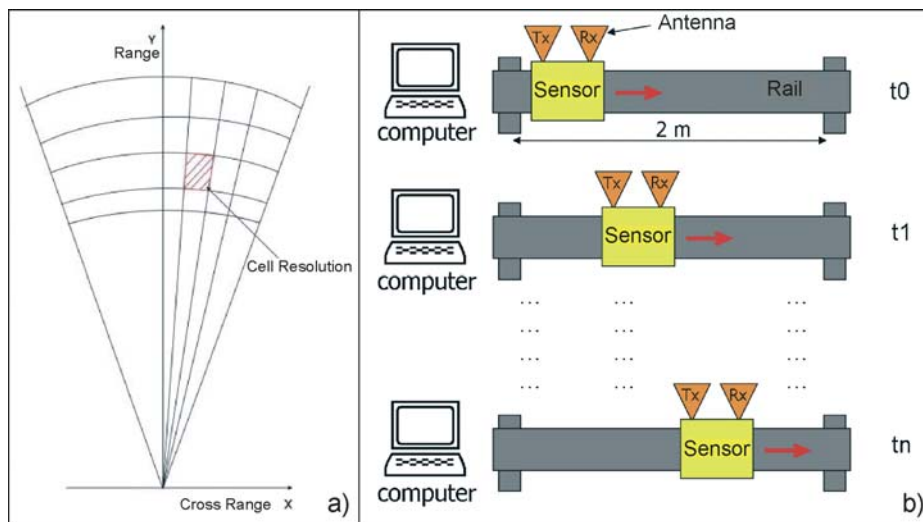 Y
Range
Cell Resolution
Cross Range
X
a)
Antenna
Tx
Rx
Sensor
Rail
t0
computer
2 m
Tx
Rx
Sensor
t1
computer
...
...
...
...
...
...
...
...
...
...
...
...
Tx
Rx
Sensor
tn
computer
b)